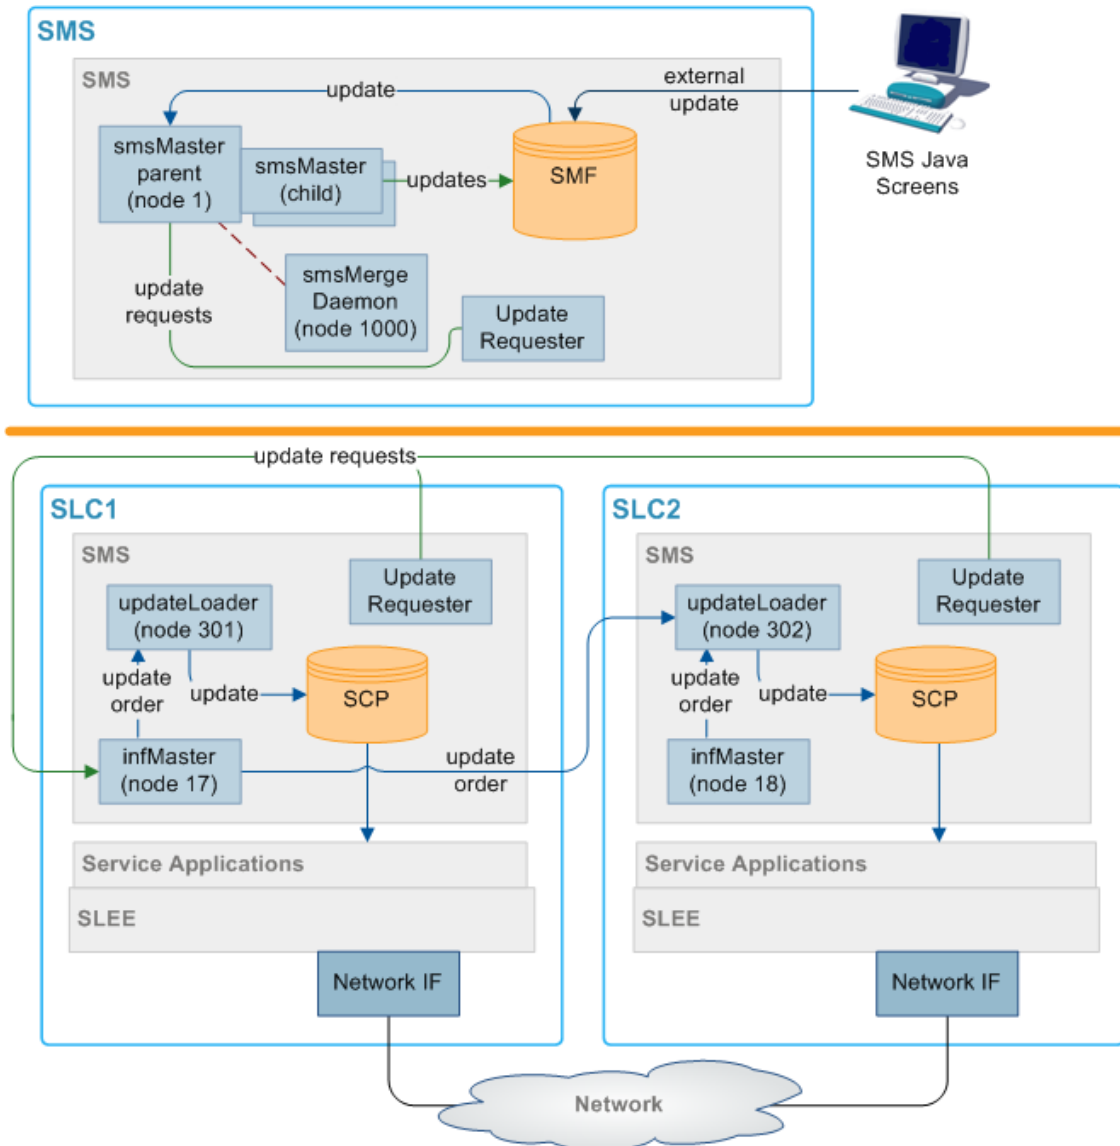 SMS
SMS
update
external
update
smsMaster
parent
(node 1)
smsMaster
(child)
updates
SMF
SMS Java
Screens
update
requests
smsMerge
Daemon
(node 1000)
Update
Requester
update requests
SLC1
SMS
Update
Requester
updateLoader
(node 301)
update
order
update
SCP
infMaster
(node 17)
update
order
Service Applications
SLEE
Network IF
SLC2
SMS
Update
Requester
updateLoader
(node 302)
update
order
update
SCP
infMaster
(node 18)
Service Applications
SLEE
Network IF
Network